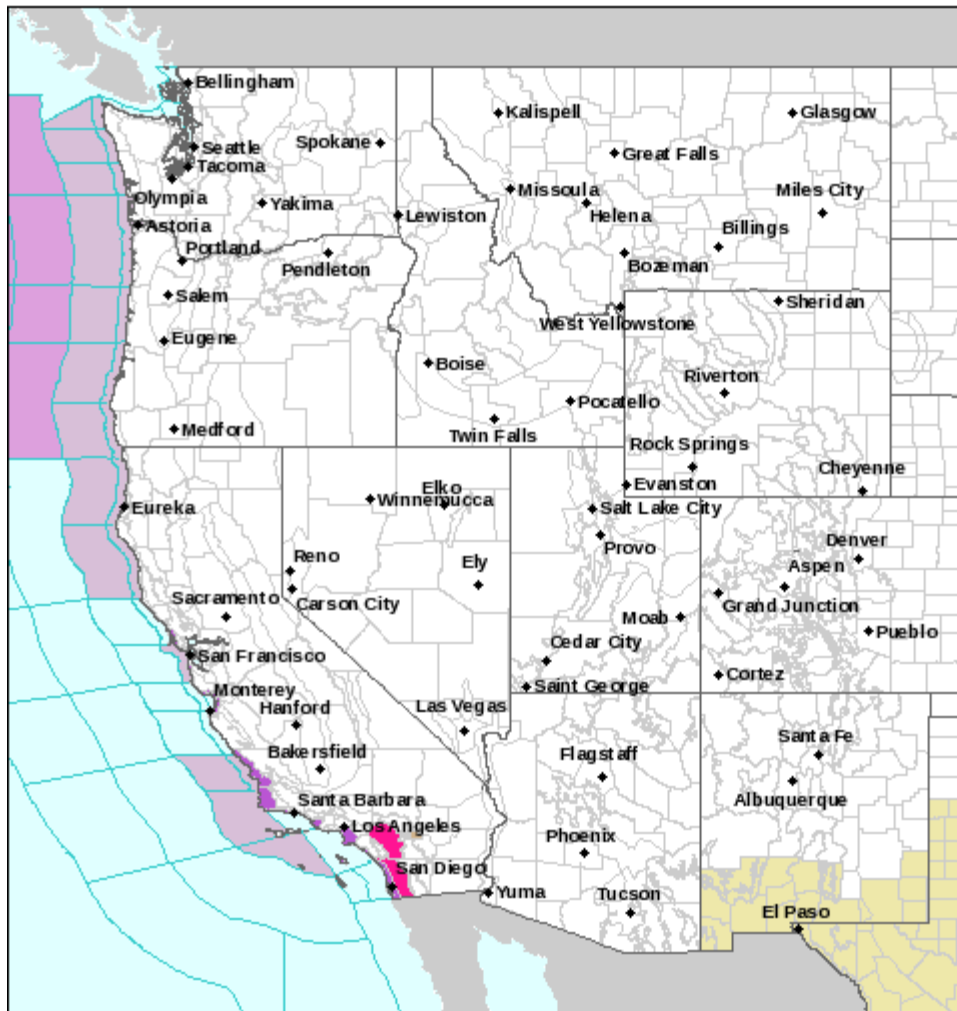 Bellingham
Kalispell
Glasgow
Seattle
Spokane
Great Falls
Tacoma
Missoula
Miles City
Olympia
Yakima
Lewiston
Helena
Astoria
Billings
Portland
Pendleton
Bozeman
Salem
Sheridan
West Yellowstone
Eugene
Boise
Riverton
Pocatello
Medford
Twin Falls
Rock Springs
Cheyenne
Elko
Evanston
Winnemucca
Eureka
Salt Lake City
Provo
Denver
Reno
Ely
Aspen
Sacramento
Carson City
Grand Junction
Moab
Pueblo
San Francisco
Cedar City
Cortez
Monterey
Saint George
Hanford
Las Vegas
Bakersfield
Flagstaff
Santa Fe
Albuquerque
Santa Barbara
Los Angeles
Phoenix
San Diego
Yuma
Tucson
El Paso